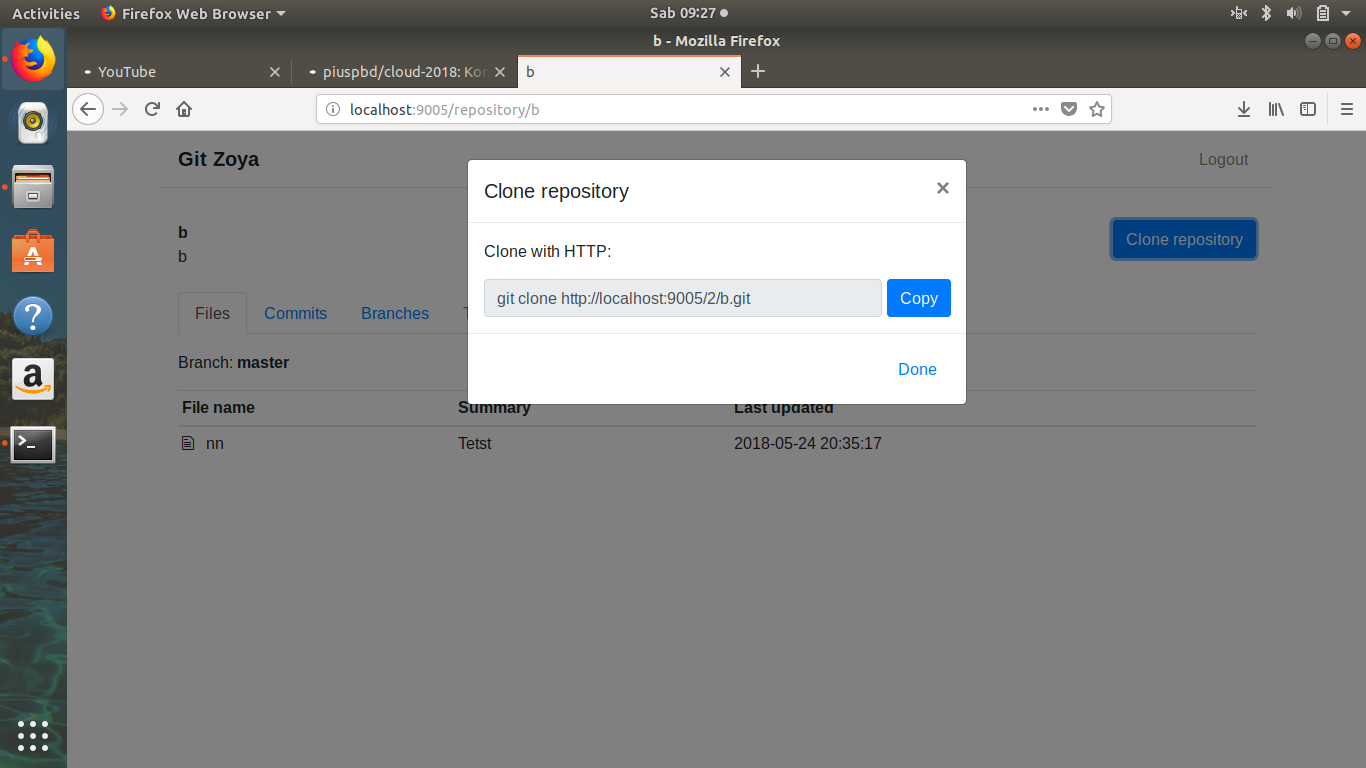 Activities Firefox Web Browser Sab 09:27
b - Mozilla Firefox
YouTube piuspbd/cloud-2018: Ko b
localhost:9005/repository/b
Git Zoya Logout
Clone repository
b
b
Clone repository
Clone with HTTP:
git clone http://localhost:9005/2/b.git Copy
Files Commits Branches
Done
Branch: master
File name Summary Last updated
nn Tetst 2018-05-24 20:35:17